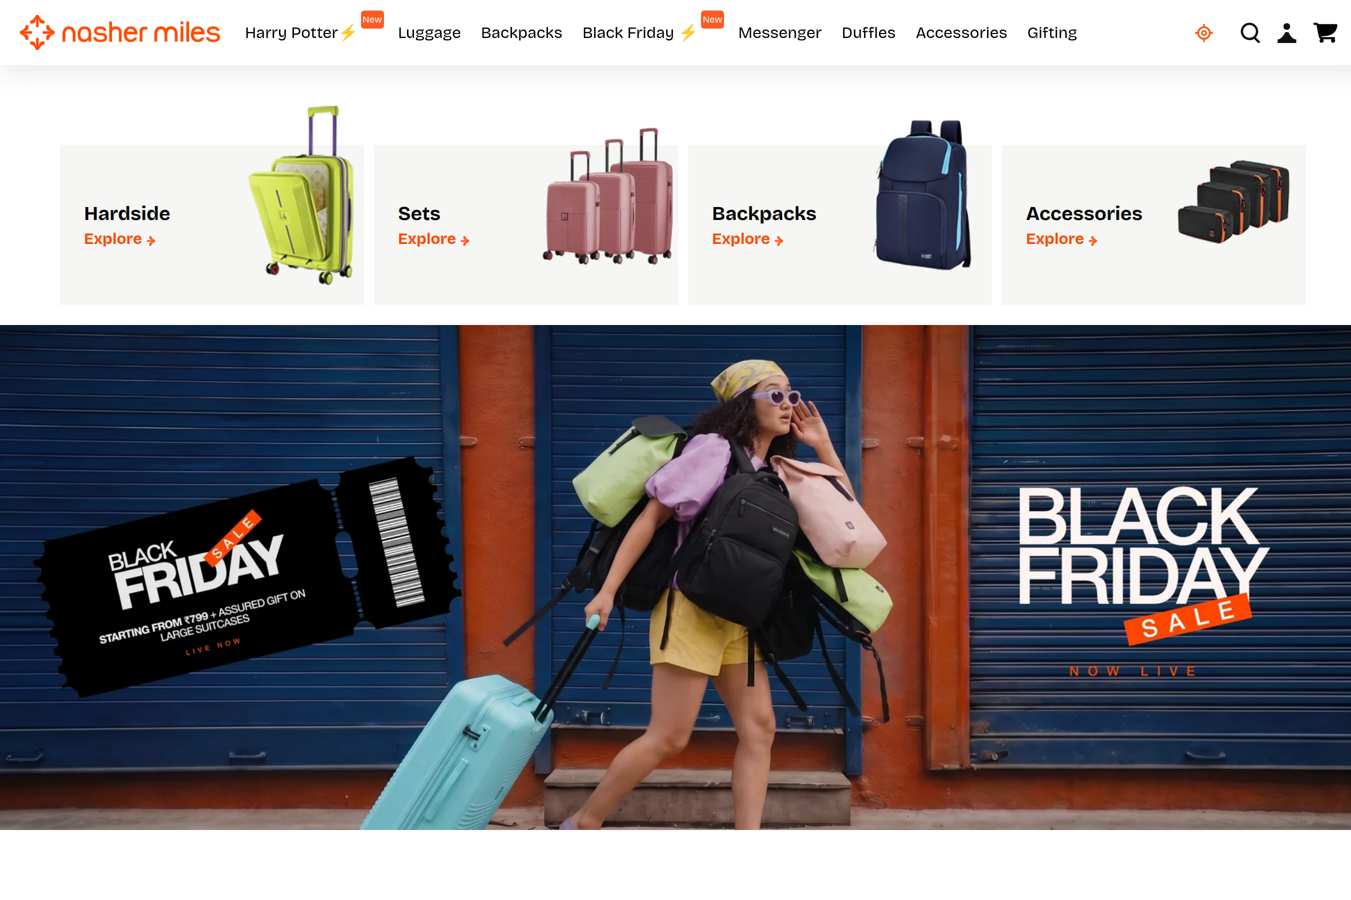 nasher miles
Harry Potter⚡ New
Luggage
Backpacks
Black Friday ⚡ New
Messenger
Duffles
Accessories
Gifting
Hardside
Explore
Sets
Explore
Backpacks
Explore
Accessories
Explore
BLACK
FRIDAY
SALE
STARTING FROM ₹799 + ASSURED GIFT ON
LARGE SUITCASES
LIVE NOW
BLACK
FRIDAY
SALE
NOW LIVE